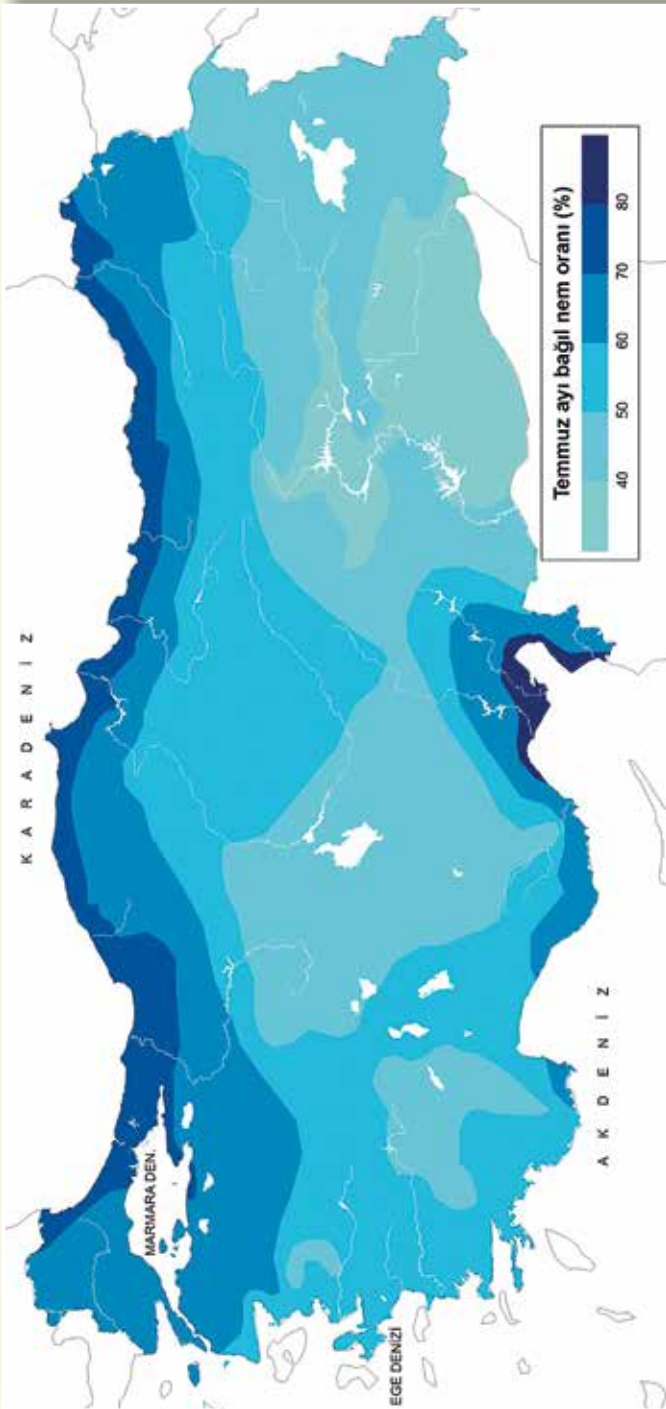 KARADENİZ
MARMARA DEN.
EGE DENİZİ
AKDENİZ
Temmuz ayı bağıl nem oranı (%)
40 50 60 70 80